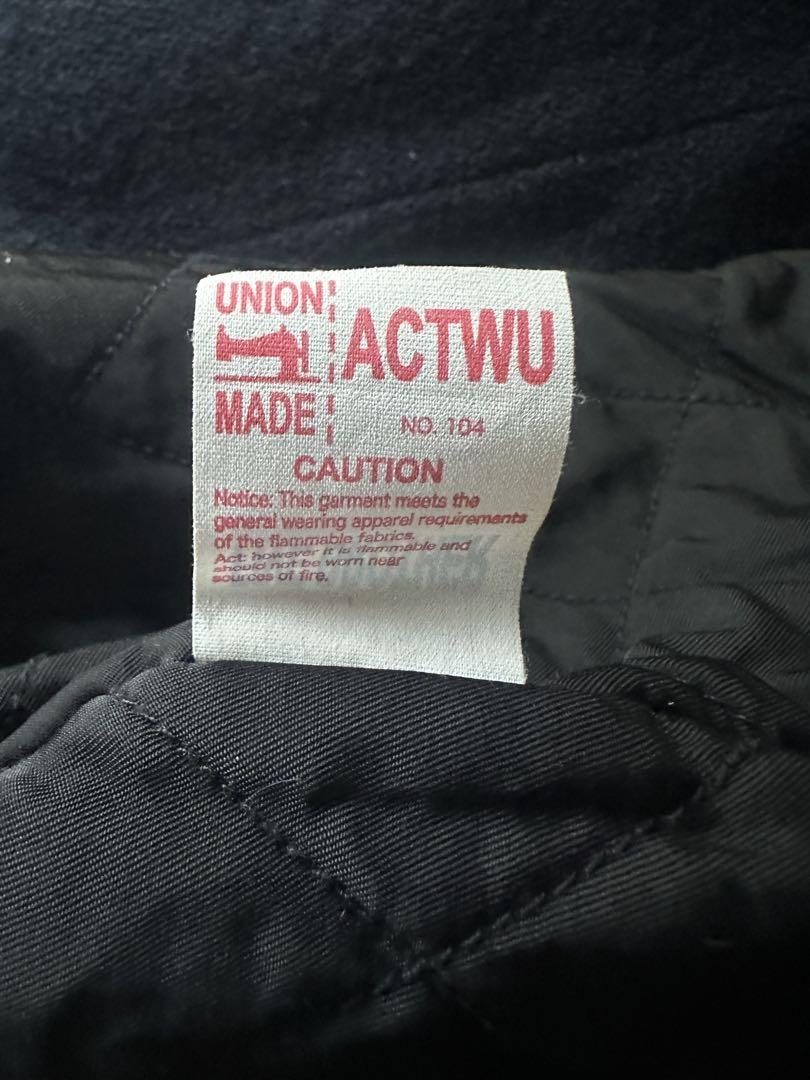 UNION
MADE
ACTWU
NO. 104
CAUTION
Notice: This garment meets the
general wearing apparel requirements
of the flammable fabrics.
Act: however it is flammable and
should not be worn near
sources of fire.